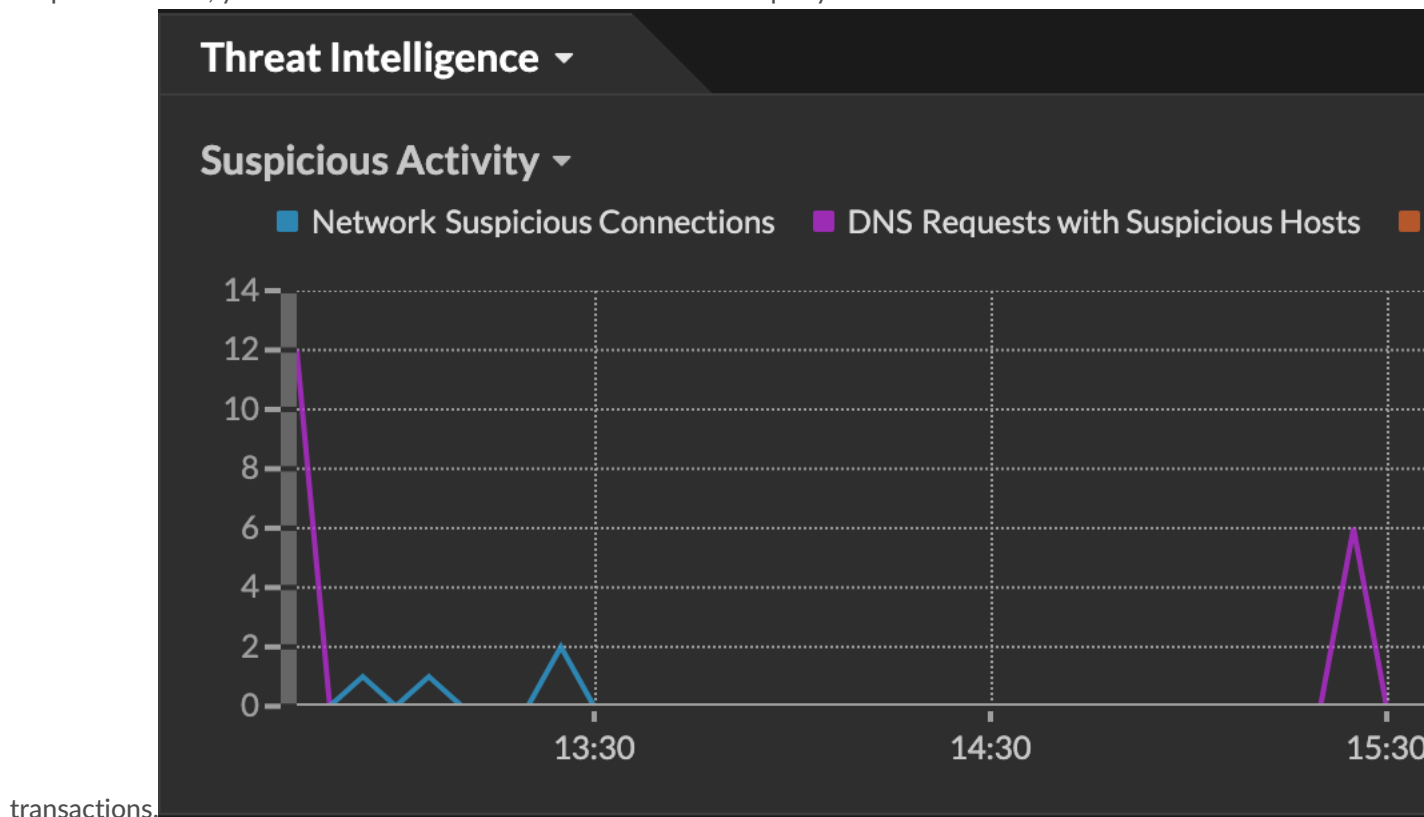 Threat Intelligence
Suspicious Activity
Network Suspicious Connections DNS Requests with Suspicious Hosts
14
12
10
8
6
4
2
0
13:30 14:30 15:30
transactions.